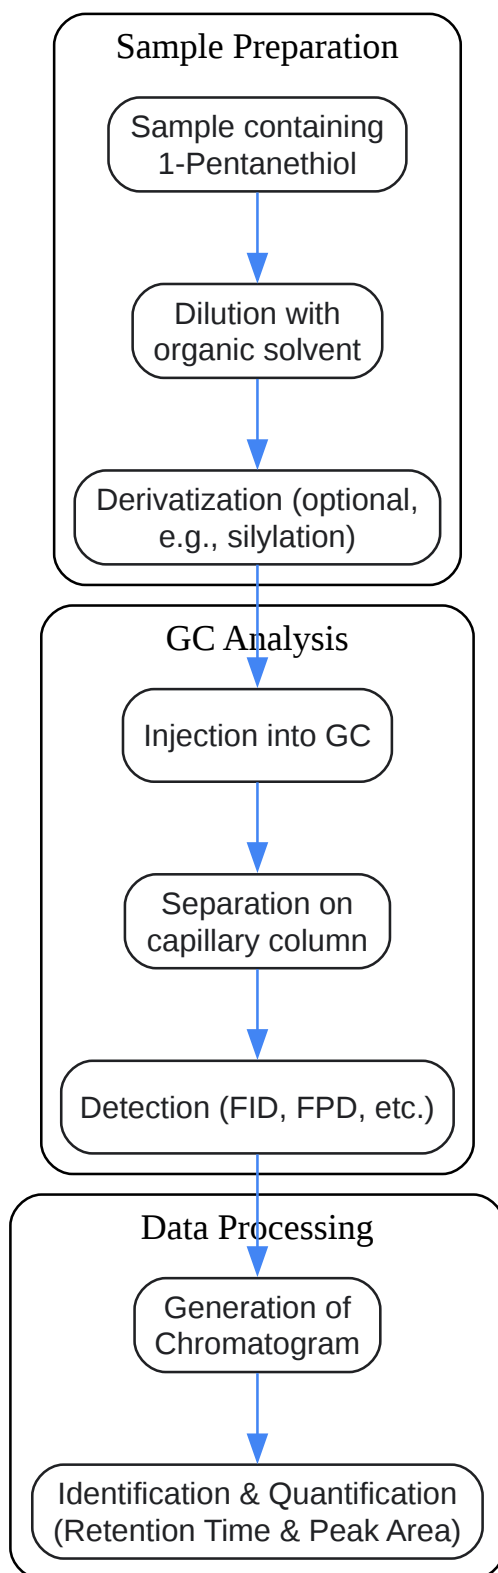 Sample Preparation
Sample containing
1-Pentanethiol
Dilution with
organic solvent
Derivatization (optional,
e.g., silylation)
GC Analysis
Injection into GC
Separation on
capillary column
Detection (FID, FPD, etc.)
Data Processing
Generation of
Chromatogram
Identification & Quantification
(Retention Time & Peak Area)